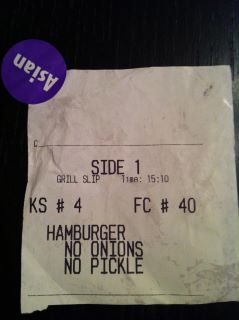 Asian
SIDE 1
GRILL SLIP Time: 15:10
KS # 4 FC # 40
HAMBURGER
NO ONIONS
NO PICKLE